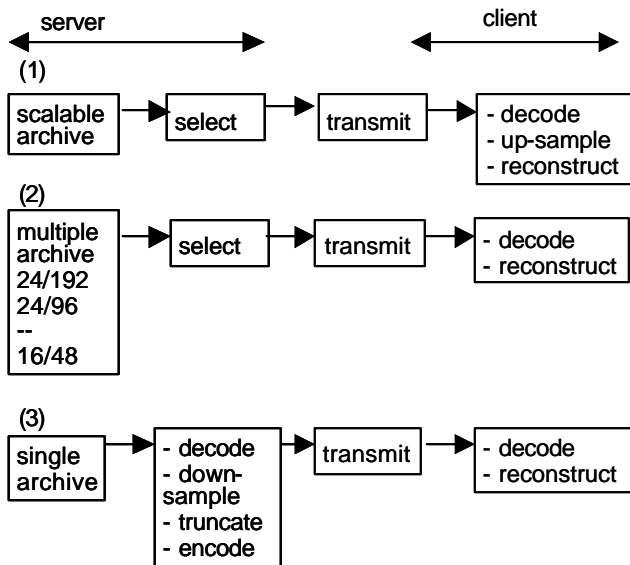 server
client
(1)
scalable
archive
select
transmit
- decode
- up-sample
- reconstruct
(2)
multiple
archive
24/192
24/96
--
16/48
select
transmit
- decode
- reconstruct
(3)
single
archive
- decode
- down-
sample
- truncate
- encode
transmit
- decode
- reconstruct